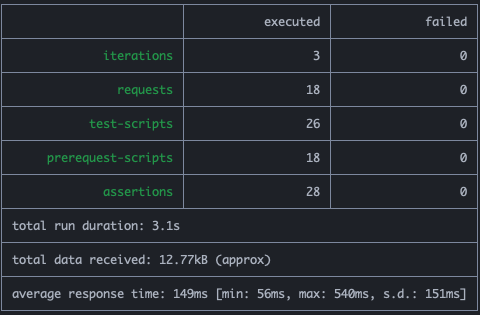 executed failed
iterations 3 0
requests 18 0
test-scripts 26 0
prerequest-scripts 18 0
assertions 28 0
total run duration: 3.1s
total data received: 12.77kB (approx)
average response time: 149ms [min: 56ms, max: 540ms, s.d.: 151ms]